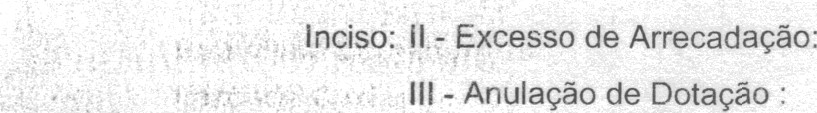 Inciso: II - Excesso de Arrecadação:
III - Anulação de Dotação :